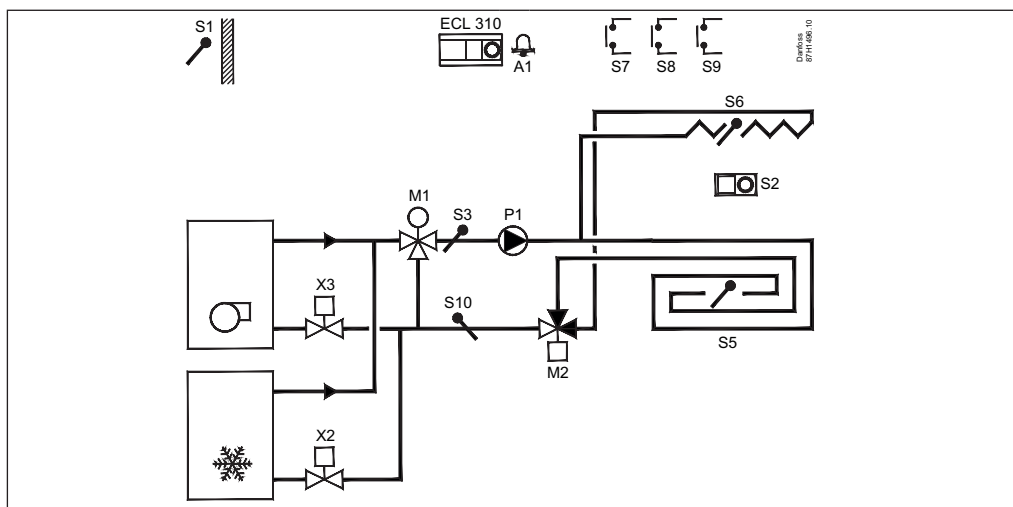 S1
ECL 310
A1
S7
S8
S9
Danfoss
87H1496.10
S6
S2
M1
S3
P1
X3
S10
S5
M2
X2